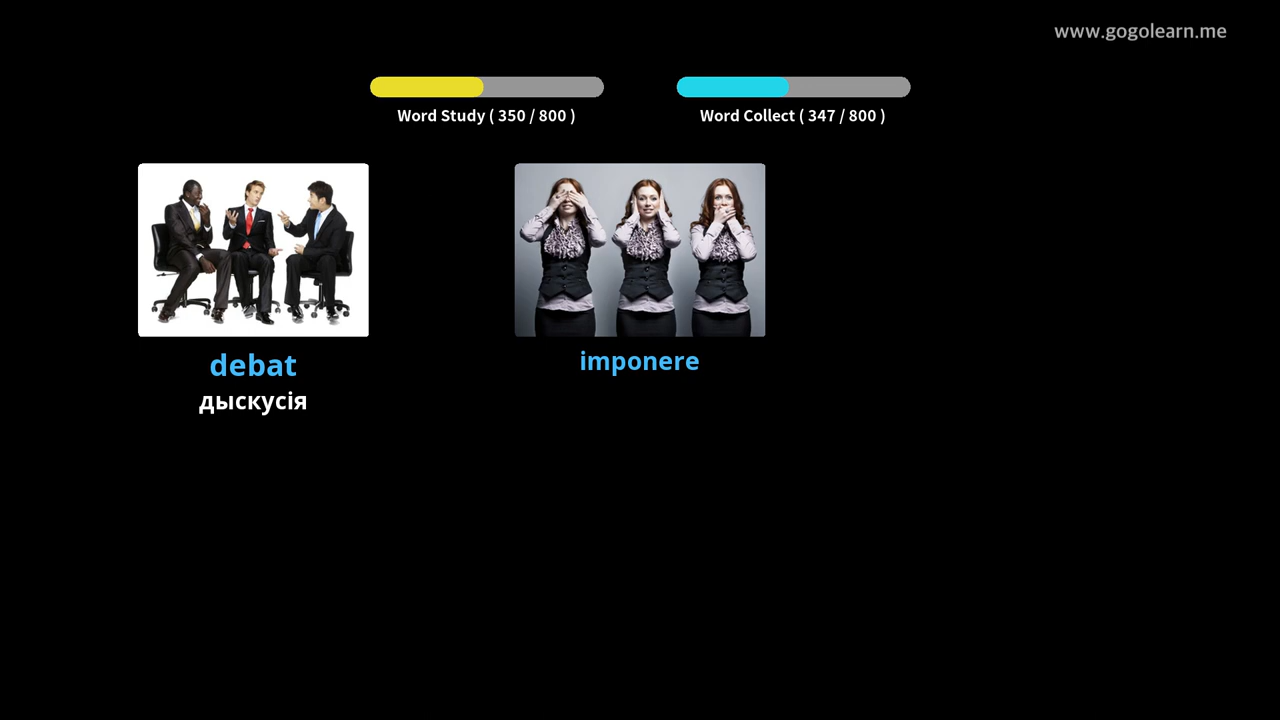 www.gogolearn.me
Word Study ( 350 / 800 )
Word Collect ( 347 / 800 )
debat
дыскусія
imponere